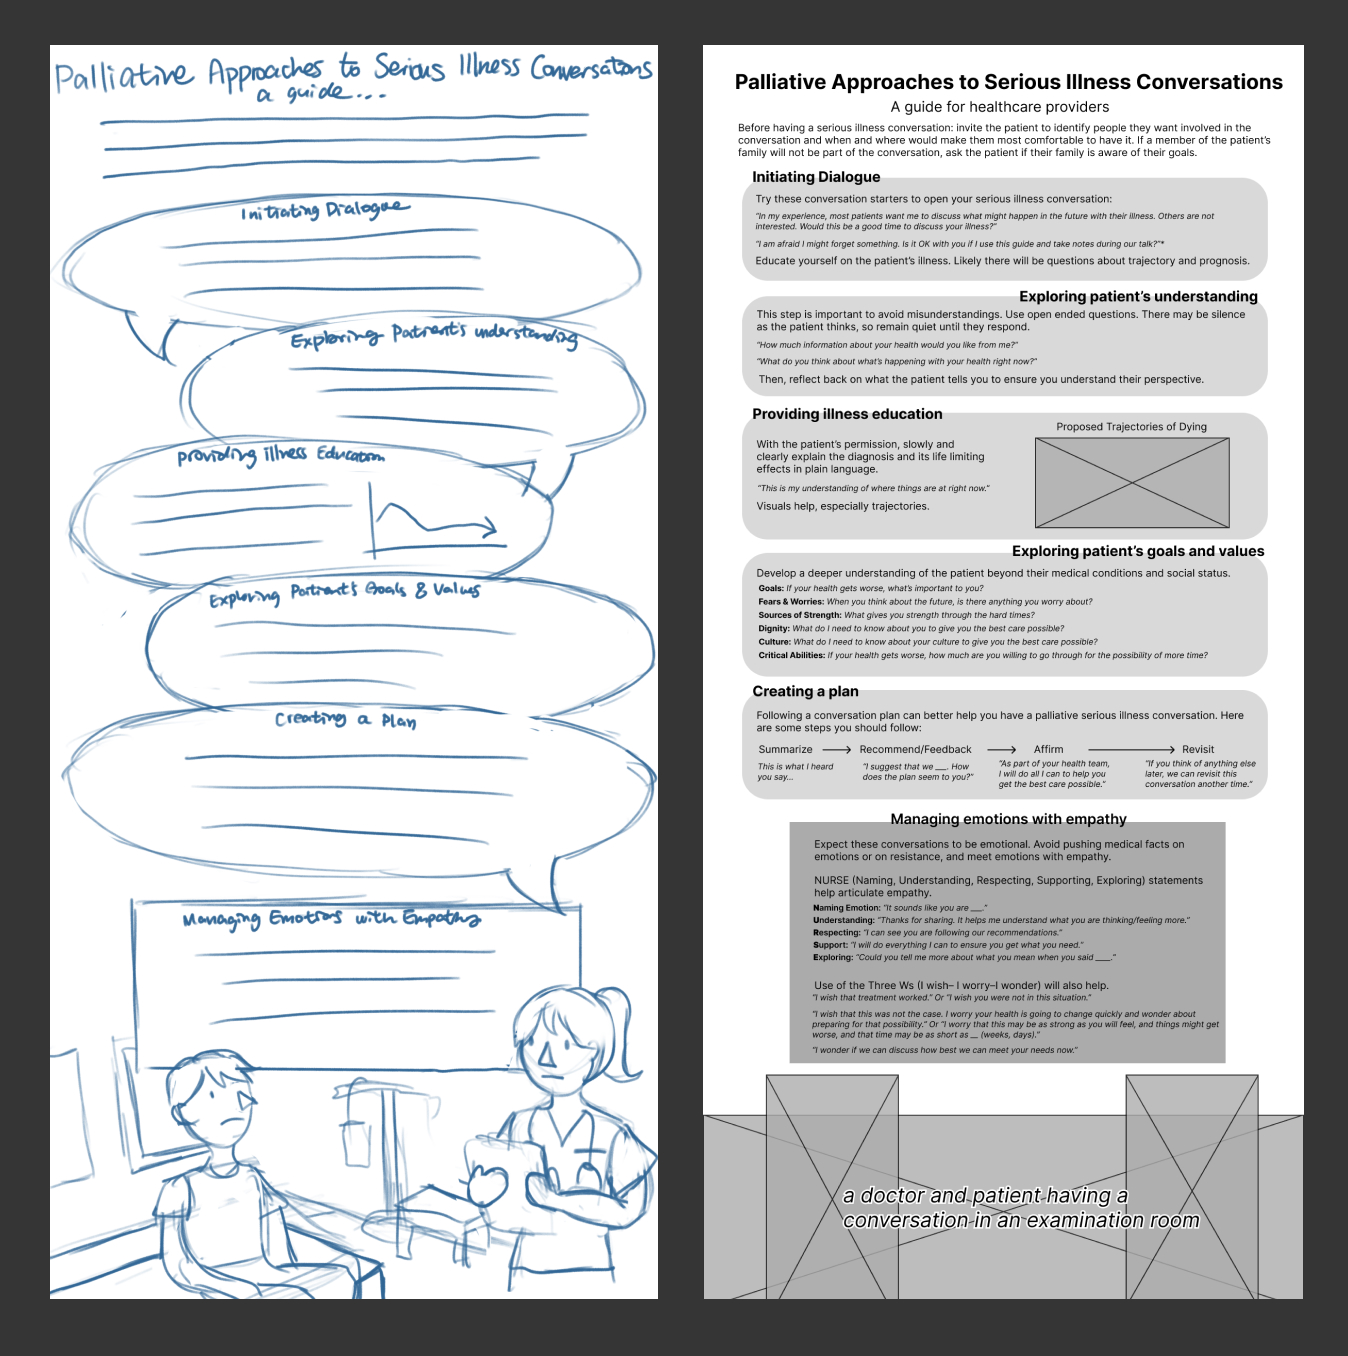 Palliative Approaches to Serious Illness Conversations
a guide...
Initiating Dialogue
Exploring Patient's understanding
Providing Illness Education
Exploring Patient's Goals & Values
Creating a Plan
Managing Emotions with Empathy
Palliative Approaches to Serious Illness Conversations
A guide for healthcare providers
Before having a serious illness conversation: invite the patient to identify people they want involved in the
conversation and when and where would make them most comfortable to have it. If a member of the patient's
family will not be part of the conversation, ask the patient if their family is aware of their goals.
Initiating Dialogue
Try these conversation starters to open your serious illness conversation:
"In my experience, most patients want me to discuss what might happen in the future with their illness. Others are not
interested. Would this be a good time to discuss your illness?"
"I am afraid I might forget something. Is it OK with you if I use this guide and take notes during our talk?"*
Educate yourself on the patient's illness. Likely there will be questions about trajectory and prognosis.
Exploring patient's understanding
This step is important to avoid misunderstandings. Use open ended questions. There may be silence
as the patient thinks, so remain quiet until they respond.
"How much information about your health would you like from me?"
"What do you think about what's happening with your health right now?"
Then, reflect back on what the patient tells you to ensure you understand their perspective.
Providing illness education
With the patient's permission, slowly and
clearly explain the diagnosis and its life limiting
effects in plain language.
"This is my understanding of where things are at right now."
Visuals help, especially trajectories.
Proposed Trajectories of Dying
Exploring patient's goals and values
Develop a deeper understanding of the patient beyond their medical conditions and social status.
Goals: If your health gets worse, what's important to you?
Fears & Worries: When you think about the future, is there anything you worry about?
Sources of Strength: What gives you strength through the hard times?
Dignity: What do I need to know about you to give you the best care possible?
Culture: What do I need to know about your culture to give you the best care possible?
Critical Abilities: If your health gets worse, how much are you willing to go through for the possibility of more time?
Creating a plan
Following a conversation plan can better help you have a palliative serious illness conversation. Here
are some steps you should follow:
Summarize
This is what I heard
you say...
Recommend/Feedback
"I suggest that we ___. How
does the plan seem to you?"
Affirm
"As part of your health team,
I will do all I can to help you
get the best care possible."
Revisit
"If you think of anything else
later, we can revisit this
conversation another time."
Managing emotions with empathy
Expect these conversations to be emotional. Avoid pushing medical facts on
emotions or on resistance, and meet emotions with empathy.
NURSE (Naming, Understanding, Respecting, Supporting, Exploring) statements
help articulate empathy.
Naming Emotion: "It sounds like you are ___."
Understanding: "Thanks for sharing. It helps me understand what you are thinking/feeling more."
Respecting: "I can see you are following our recommendations."
Support: "I will do everything I can to ensure you get what you need."
Exploring: "Could you tell me more about what you mean when you said ____."
Use of the Three Ws (I wish– I worry–I wonder) will also help.
"I wish that treatment worked." Or "I wish you were not in this situation."
"I wish that this was not the case. I worry your health is going to change quickly and wonder about
preparing for that possibility." Or "I worry that this may be as strong as you will feel, and things might get
worse, and that time may be as short as __ (weeks, days)."
"I wonder if we can discuss how best we can meet your needs now."
a doctor and patient having a
conversation in an examination room